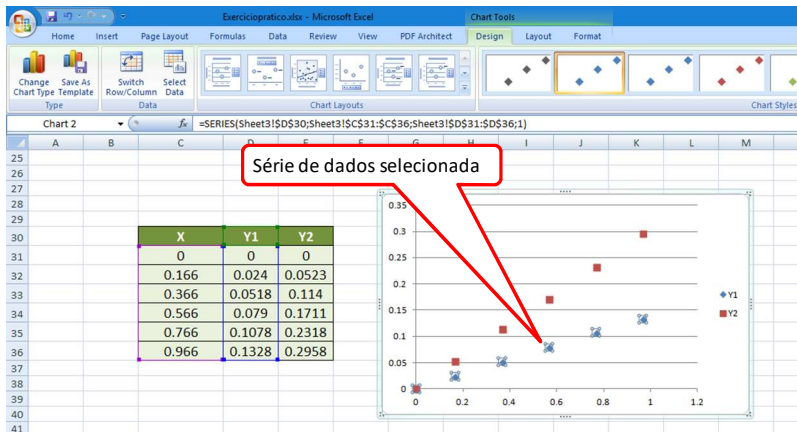 Exerciciopratico.xlsx - Microsoft Excel
Chart Tools
Home Insert Page Layout Formulas Data Review View PDF Architect Design Layout Format
Change Chart Type
Save As Template
Switch Row/Column
Select Data
Type Data Chart Layouts Chart Styles
Chart 2 fx =SERIES(Sheet3!$D$30;Sheet3!$C$31:$C$36;Sheet3!$D$31:$D$36;1)
A B C D E F G H I J K L M
Série de dados selecionada
25
26
27
28
29
30 X Y1 Y2
31 0 0 0
32 0.166 0.024 0.0523
33 0.366 0.0518 0.114
34 0.566 0.079 0.1711
35 0.766 0.1078 0.2318
36 0.966 0.1328 0.2958
37
38
39
40
41
0.35
0.3
0.25
0.2
0.15
0.1
0.05
0
0 0.2 0.4 0.6 0.8 1 1.2
Y1
Y2